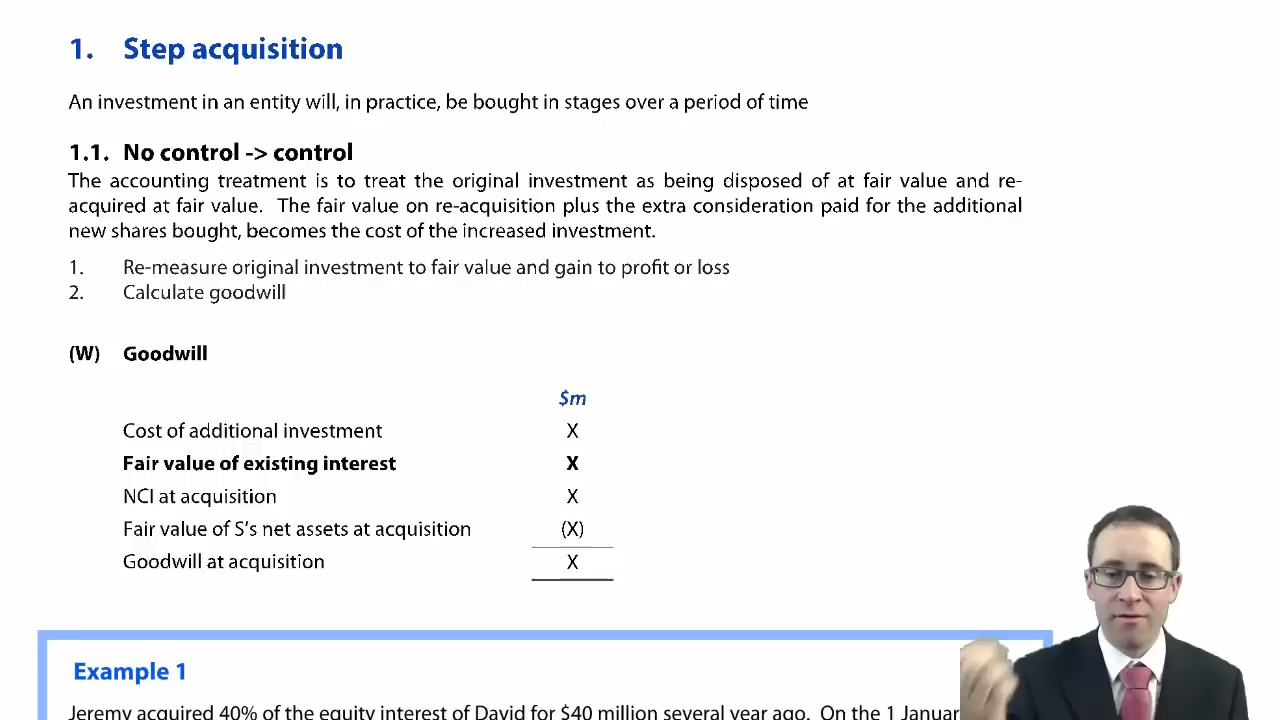 1. Step acquisition
An investment in an entity will, in practice, be bought in stages over a period of time
1.1. No control -> control
The accounting treatment is to treat the original investment as being disposed of at fair value and re-
acquired at fair value. The fair value on re-acquisition plus the extra consideration paid for the additional
new shares bought, becomes the cost of the increased investment.
1. Re-measure original investment to fair value and gain to profit or loss
2. Calculate goodwill
(W) Goodwill
$m
Cost of additional investment X
Fair value of existing interest X
NCI at acquisition X
Fair value of S's net assets at acquisition (X)
Goodwill at acquisition X
Example 1
Jeremy acquired 40% of the equity interest of David for $40 million several year ago. On the 1 Januar